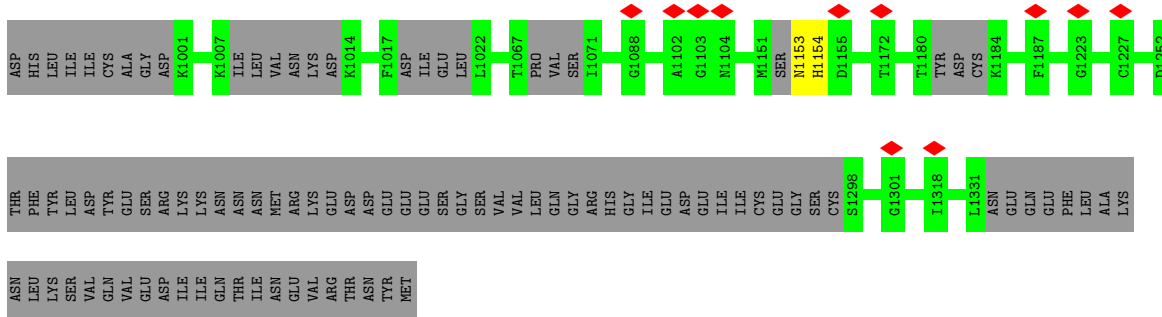 ASP HIS LEU ILE ILE CYS ALA GLY ASP K1001 K1007 ILE LEU VAL ASN LYS ASP K1014 F1017 ASP ILE GLU LEU L1022 T1067 PRO VAL SER I1071 G1088 A1102 G1103 N1104 M1151 SER N1153 H1154 D1155 T1172 T1180 TYR ASP CYS K1184 F1187 G1223 C1227 D1252
THR PHE TYR LEU ASP TYR GLU SER ARG LYS LYS ASN ASN ASN MET ARG LYS GLU ASP ASP GLU GLU GLU SER GLY SER VAL VAL LEU GLN GLY ARG HIS GLY ILE GLU ASP GLU ILE ILE CYS GLU GLY SER CYS S1298 G1301 I1318 L1331 ASN GLU GLN GLU PHE LEU ALA LYS
ASN LEU LYS SER VAL GLN VAL GLU ASP ILE ILE GLN THR ILE ASN GLU VAL ARG THR ASN TYR MET